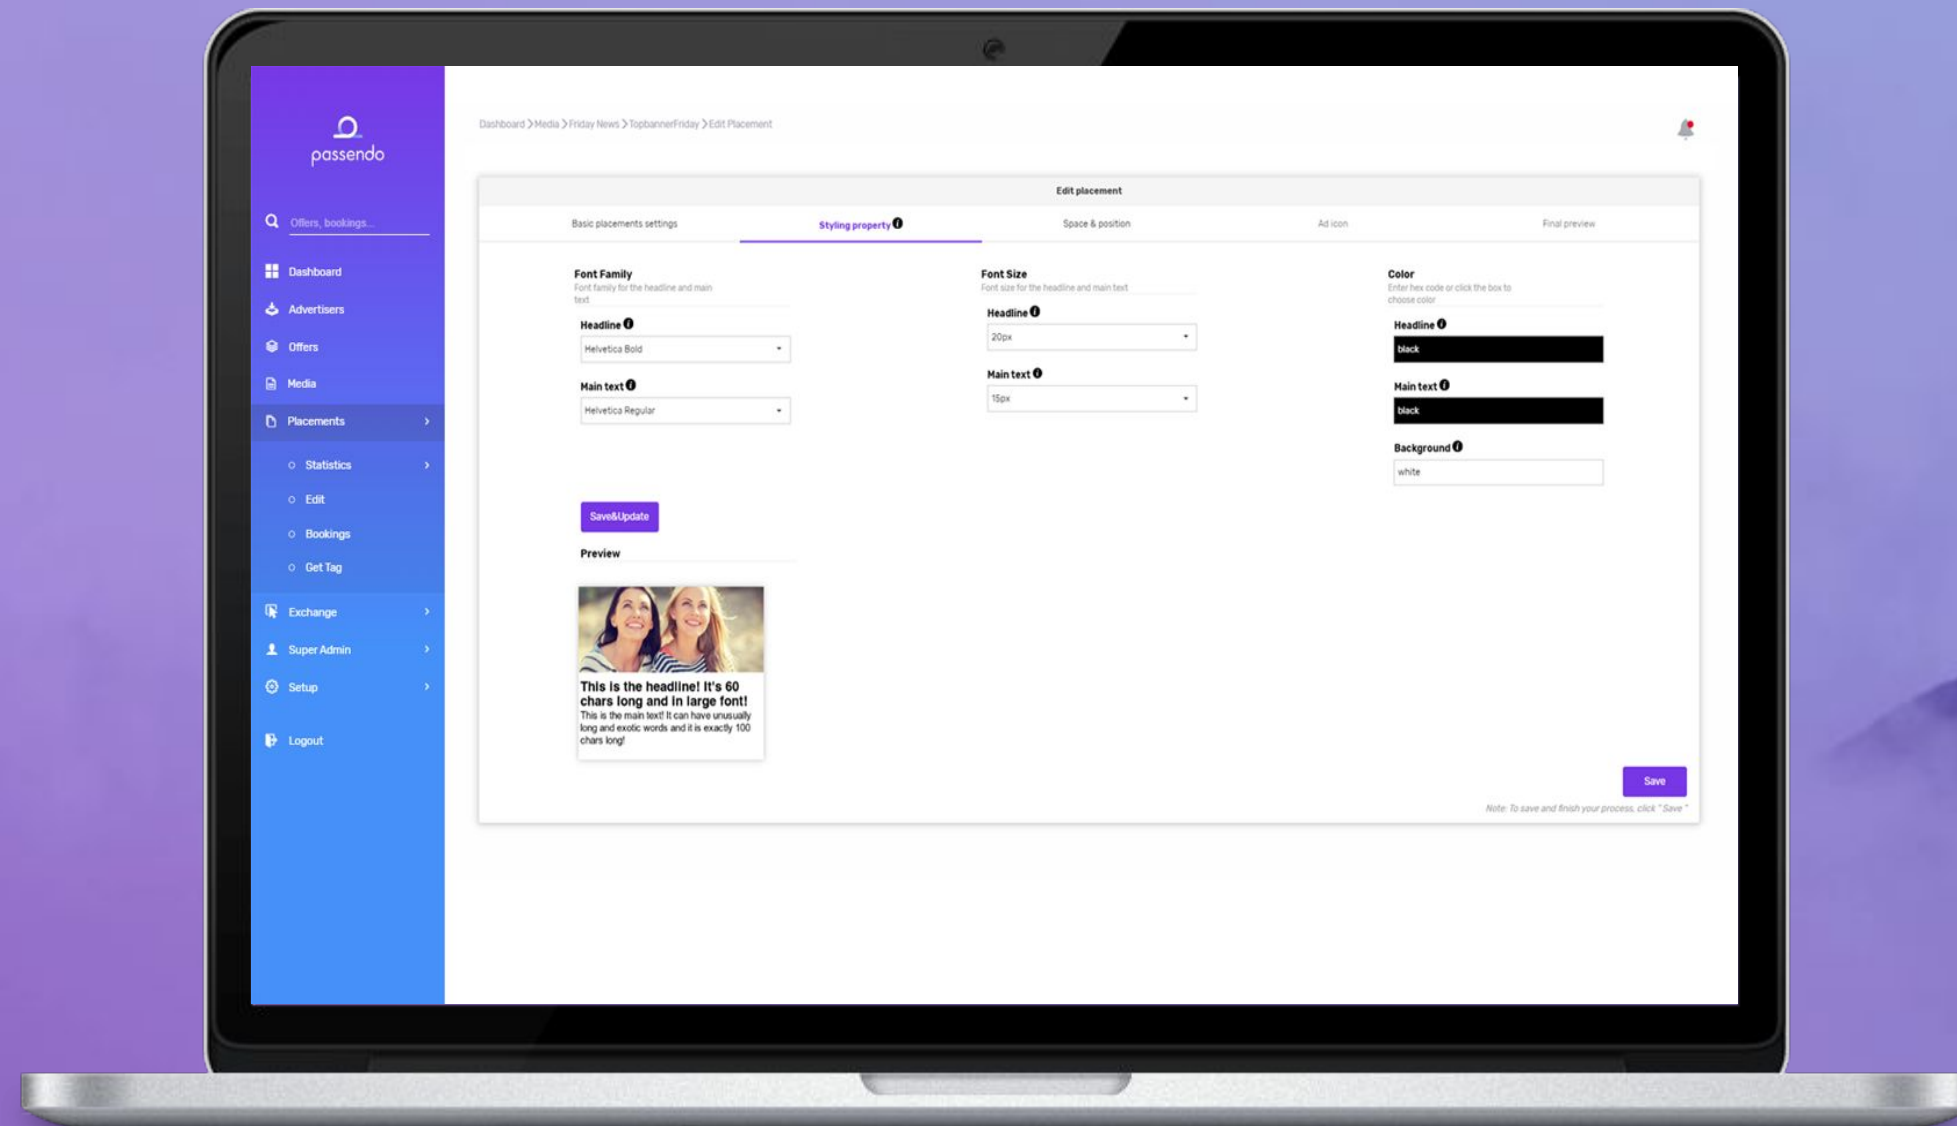 passendo
Offers, bookings...
Dashboard
Advertisers
Offers
Media
Placements
Statistics
Edit
Bookings
Get Tag
Exchange
Super Admin
Setup
Logout
Dashboard > Media > Friday News > TopbannerFriday > Edit Placement
Edit placement
Basic placements settings
Styling property
Space & position
Ad icon
Final preview
Font Family
Font family for the headline and main
text
Headline
Helvetica Bold
Main text
Helvetica Regular
Font Size
Font size for the headline and main text
Headline
20px
Main text
15px
Color
Enter hex code or click the box to
choose color
Headline
black
Main text
black
Background
white
Save&Update
Preview
This is the headline! It's 60
chars long and in large font!
This is the main text! It can have unusually
long and exotic words and it is exactly 100
chars long!
Save
Note: To save and finish your process, click " Save "